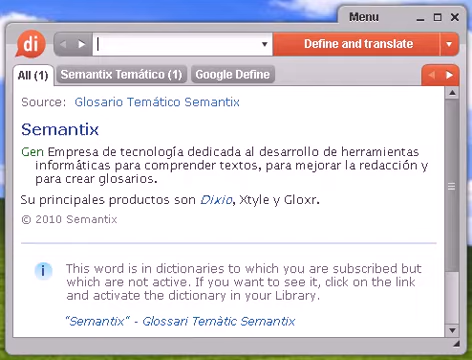 Menu
di
Define and translate
All (1) Semantix Temático (1) Google Define
Source: Glosario Temático Semantix
Semantix
Gen Empresa de tecnología dedicada al desarrollo de herramientas
informáticas para comprender textos, para mejorar la redacción y
para crear glosarios.
Su principales productos son Dixio, Xtyle y Gloxr.
© 2010 Semantix
i
This word is in dictionaries to which you are subscribed but
which are not active. If you want to see it, click on the link
and activate the dictionary in your Library.
"Semantix" - Glossari Temàtic Semantix